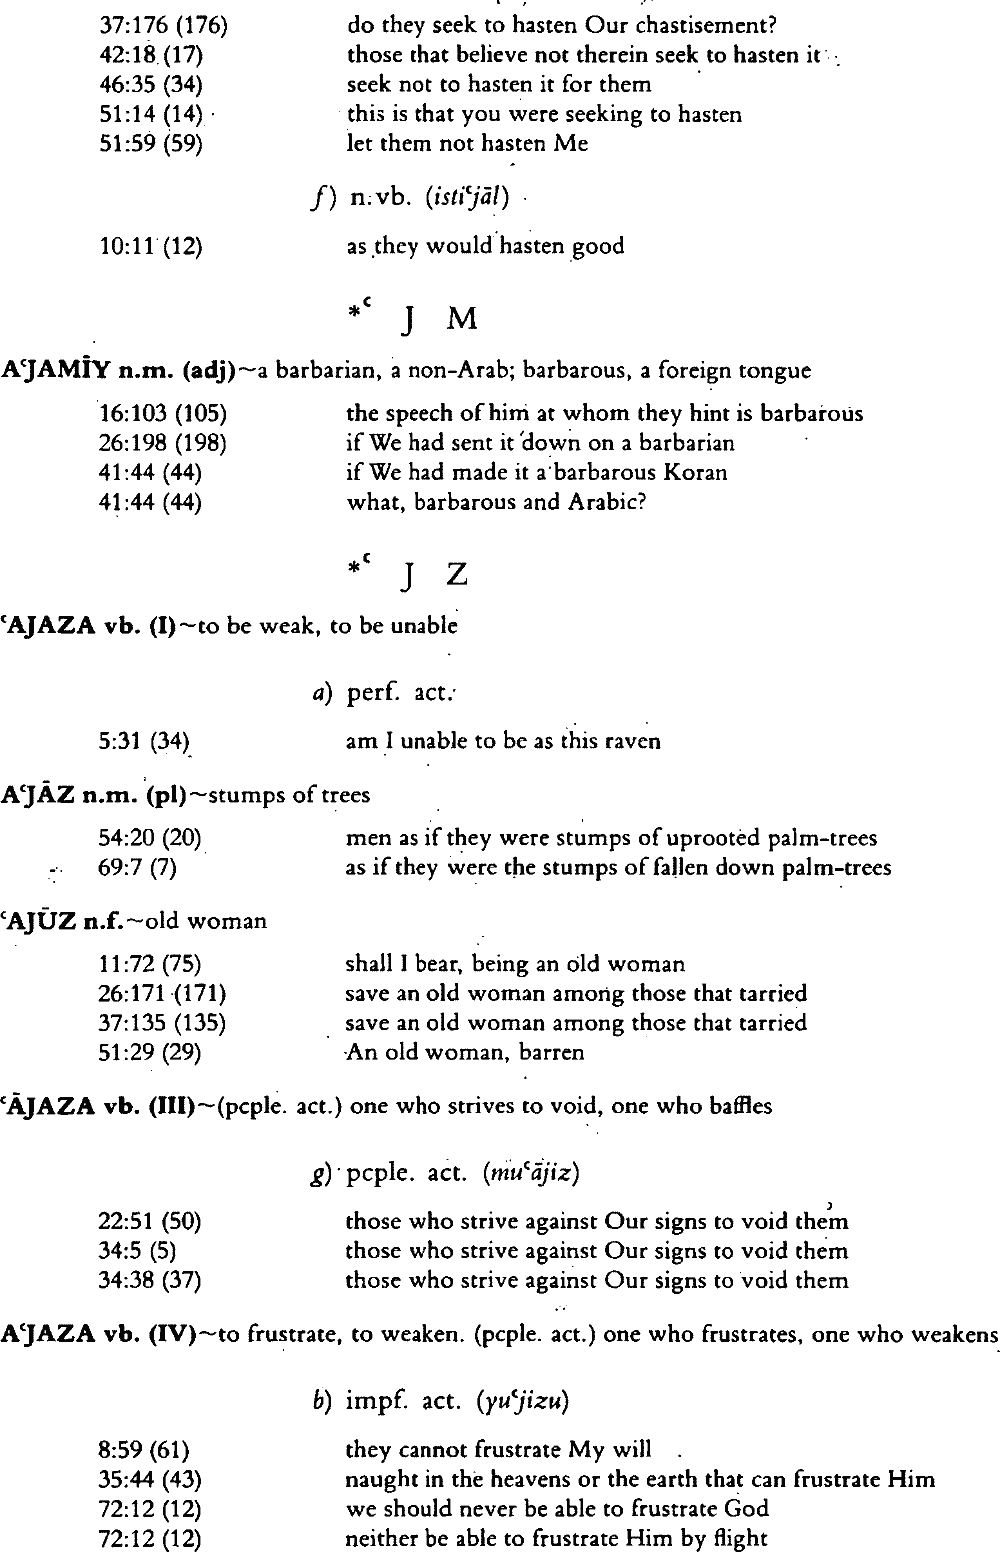 37:176 (176) do they seek to hasten Our chastisement?
42:18 (17) those that believe not therein seek to hasten it
46:35 (34) seek not to hasten it for them
51:14 (14) this is that you were seeking to hasten
51:59 (59) let them not hasten Me
f) n.vb. (istiʿjāl)
10:11 (12) as they would hasten good
*ʿ J M
AʿJAMĪY n.m. (adj)~a barbarian, a non-Arab; barbarous, a foreign tongue
16:103 (105) the speech of him at whom they hint is barbarous
26:198 (198) if We had sent it down on a barbarian
41:44 (44) if We had made it a barbarous Koran
41:44 (44) what, barbarous and Arabic?
*ʿ J Z
ʿAJAZA vb. (I)~to be weak, to be unable
a) perf. act.
5:31 (34) am I unable to be as this raven
AʿJĀZ n.m. (pl)~stumps of trees
54:20 (20) men as if they were stumps of uprooted palm-trees
69:7 (7) as if they were the stumps of fallen down palm-trees
ʿAJŪZ n.f.~old woman
11:72 (75) shall I bear, being an old woman
26:171 (171) save an old woman among those that tarried
37:135 (135) save an old woman among those that tarried
51:29 (29) An old woman, barren
ʿĀJAZA vb. (III)~(pcple. act.) one who strives to void, one who baffles
g) pcple. act. (muʿājiz)
22:51 (50) those who strive against Our signs to void them
34:5 (5) those who strive against Our signs to void them
34:38 (37) those who strive against Our signs to void them
AʿJAZA vb. (IV)~to frustrate, to weaken. (pcple. act.) one who frustrates, one who weakens
b) impf. act. (yuʿjizu)
8:59 (61) they cannot frustrate My will
35:44 (43) naught in the heavens or the earth that can frustrate Him
72:12 (12) we should never be able to frustrate God
72:12 (12) neither be able to frustrate Him by flight